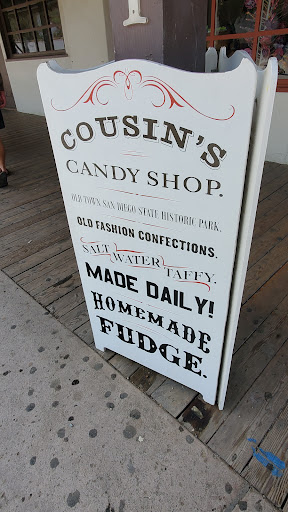 COUSIN'S
CANDY SHOP.
OLD TOWN SAN DIEGO STATE HISTORIC PARK.
OLD FASHION CONFECTIONS.
SALT
WATER
TAFFY.
MADE DAILY!
HOMEMADE
FUDGE.